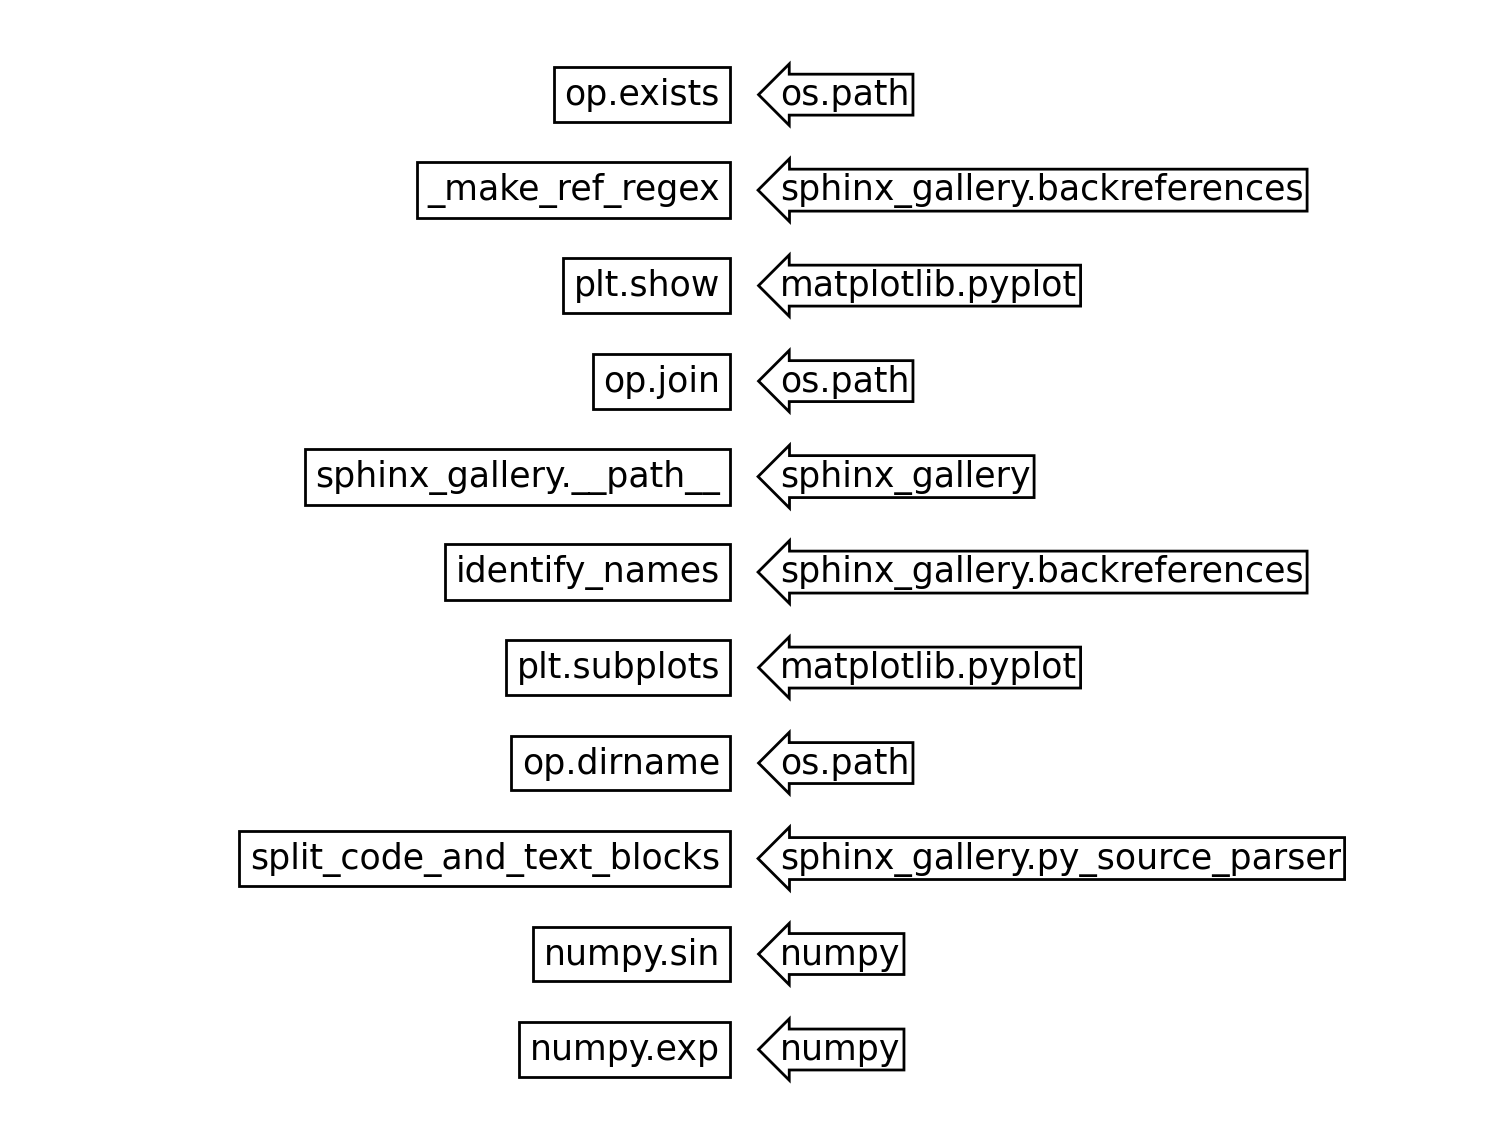 op.exists os.path
_make_ref_regex sphinx_gallery.backreferences
plt.show matplotlib.pyplot
op.join os.path
sphinx_gallery.__path__ sphinx_gallery
identify_names sphinx_gallery.backreferences
plt.subplots matplotlib.pyplot
op.dirname os.path
split_code_and_text_blocks sphinx_gallery.py_source_parser
numpy.sin numpy
numpy.exp numpy